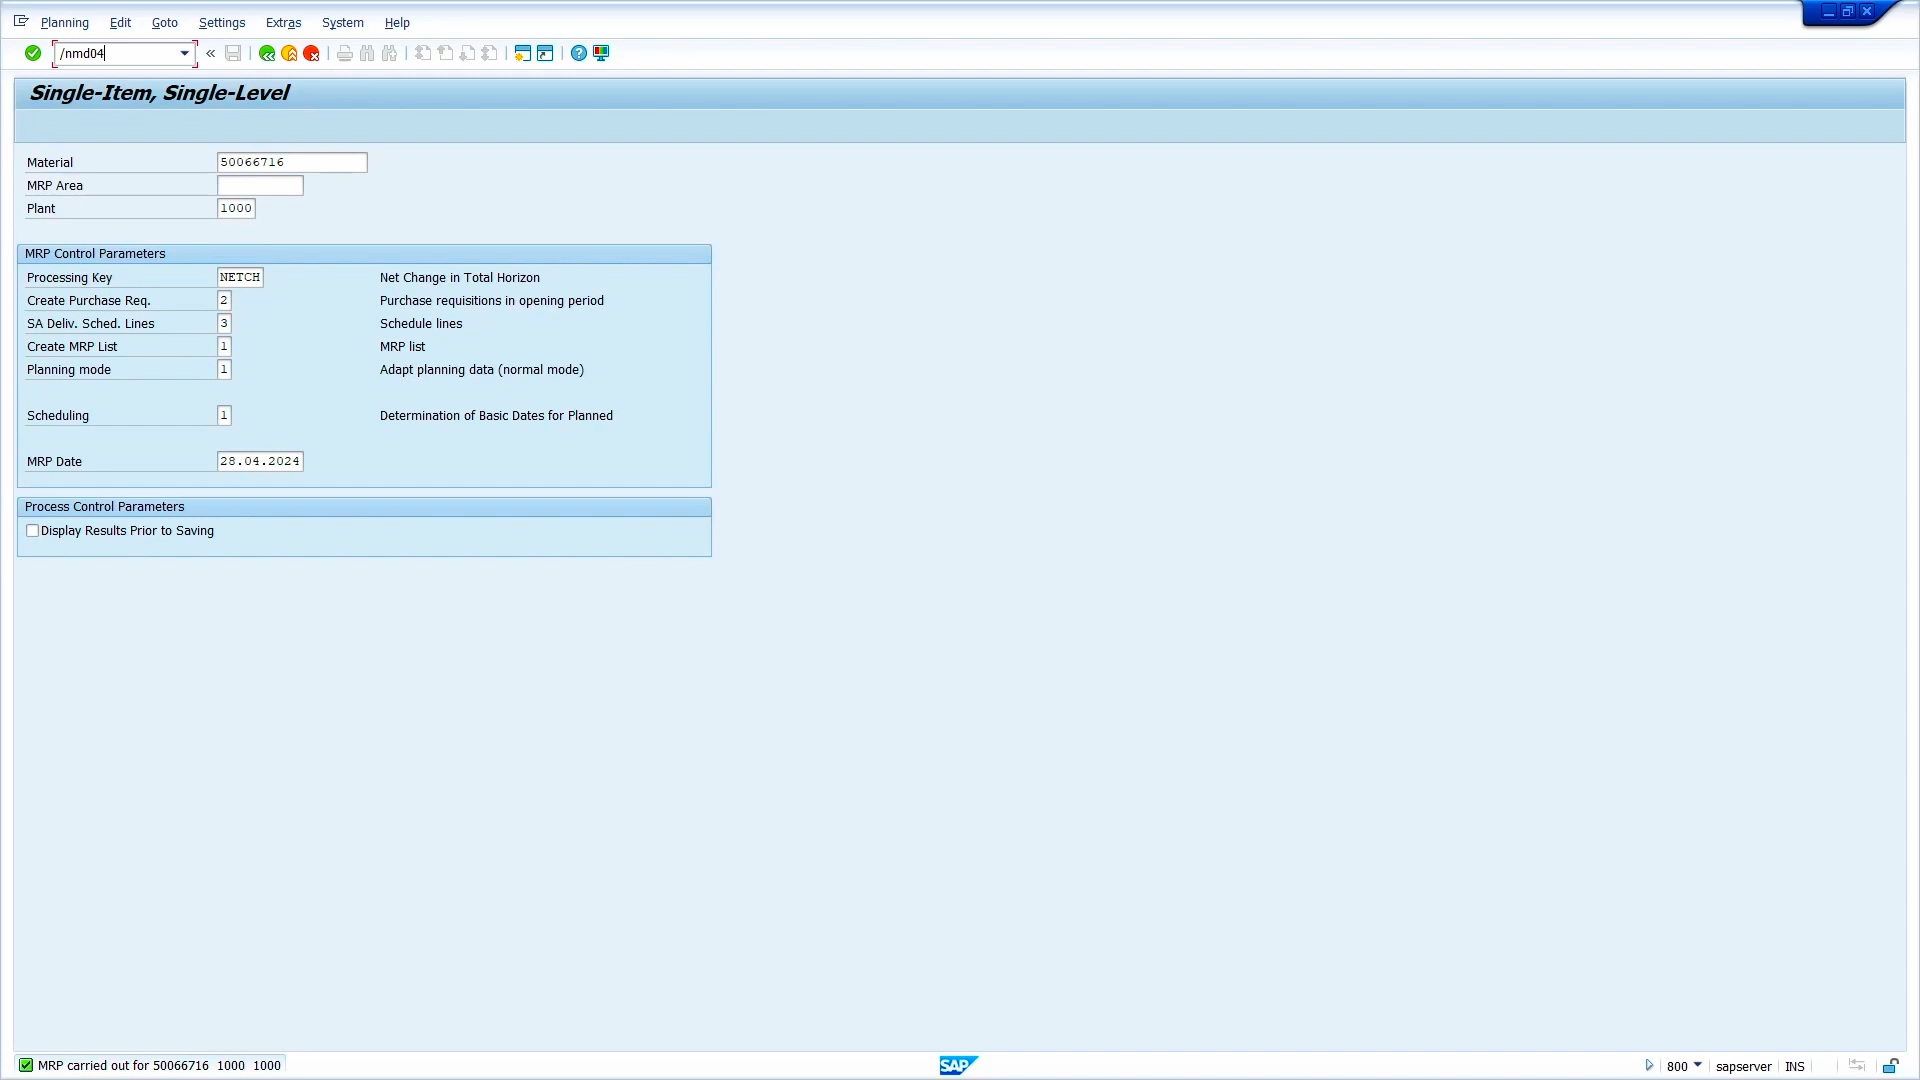 Planning Edit Goto Settings Extras System Help
/nmd04
Single-Item, Single-Level
Material 50066716
MRP Area
Plant 1000
MRP Control Parameters
Processing Key NETCH Net Change in Total Horizon
Create Purchase Req. 2 Purchase requisitions in opening period
SA Deliv. Sched. Lines 3 Schedule lines
Create MRP List 1 MRP list
Planning mode 1 Adapt planning data (normal mode)
Scheduling 1 Determination of Basic Dates for Planned
MRP Date 28.04.2024
Process Control Parameters
Display Results Prior to Saving
MRP carried out for 50066716 1000 1000 SAP 800 sapserver INS